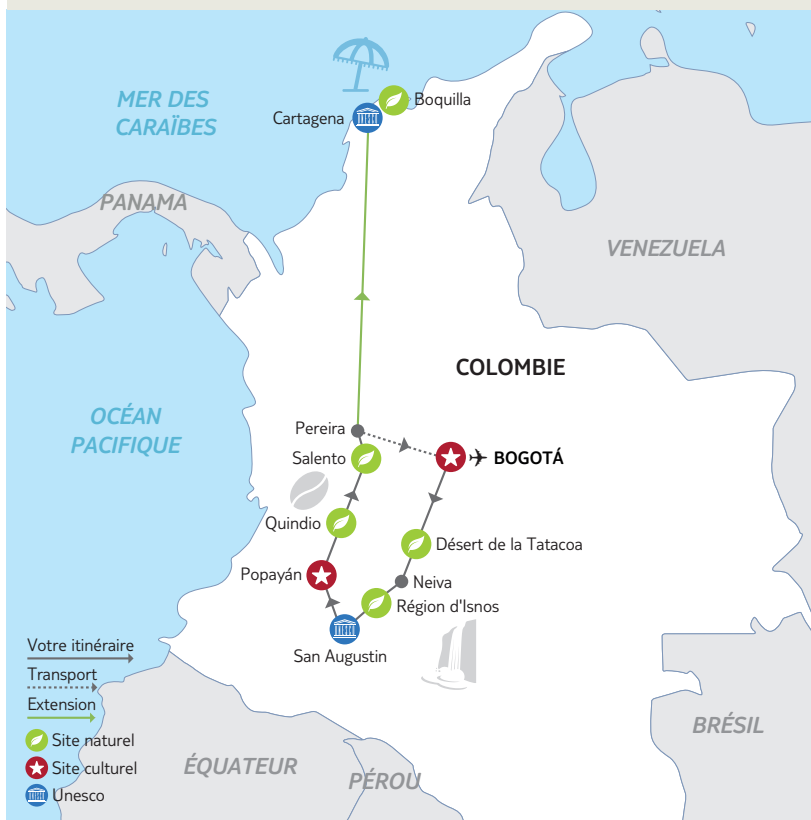 MER DES
CARAÏBES
Cartagena
Boquilla
PANAMA
VENEZUELA
COLOMBIE
OCÉAN
PACIFIQUE
Pereira
Salento
BOGOTÁ
Quindio
Désert de la Tatacoa
Popayán
Neiva
Région d'Isnos
San Augustin
Votre itinéraire
Transport
Extension
Site naturel
Site culturel
Unesco
ÉQUATEUR
PÉROU
BRÉSIL